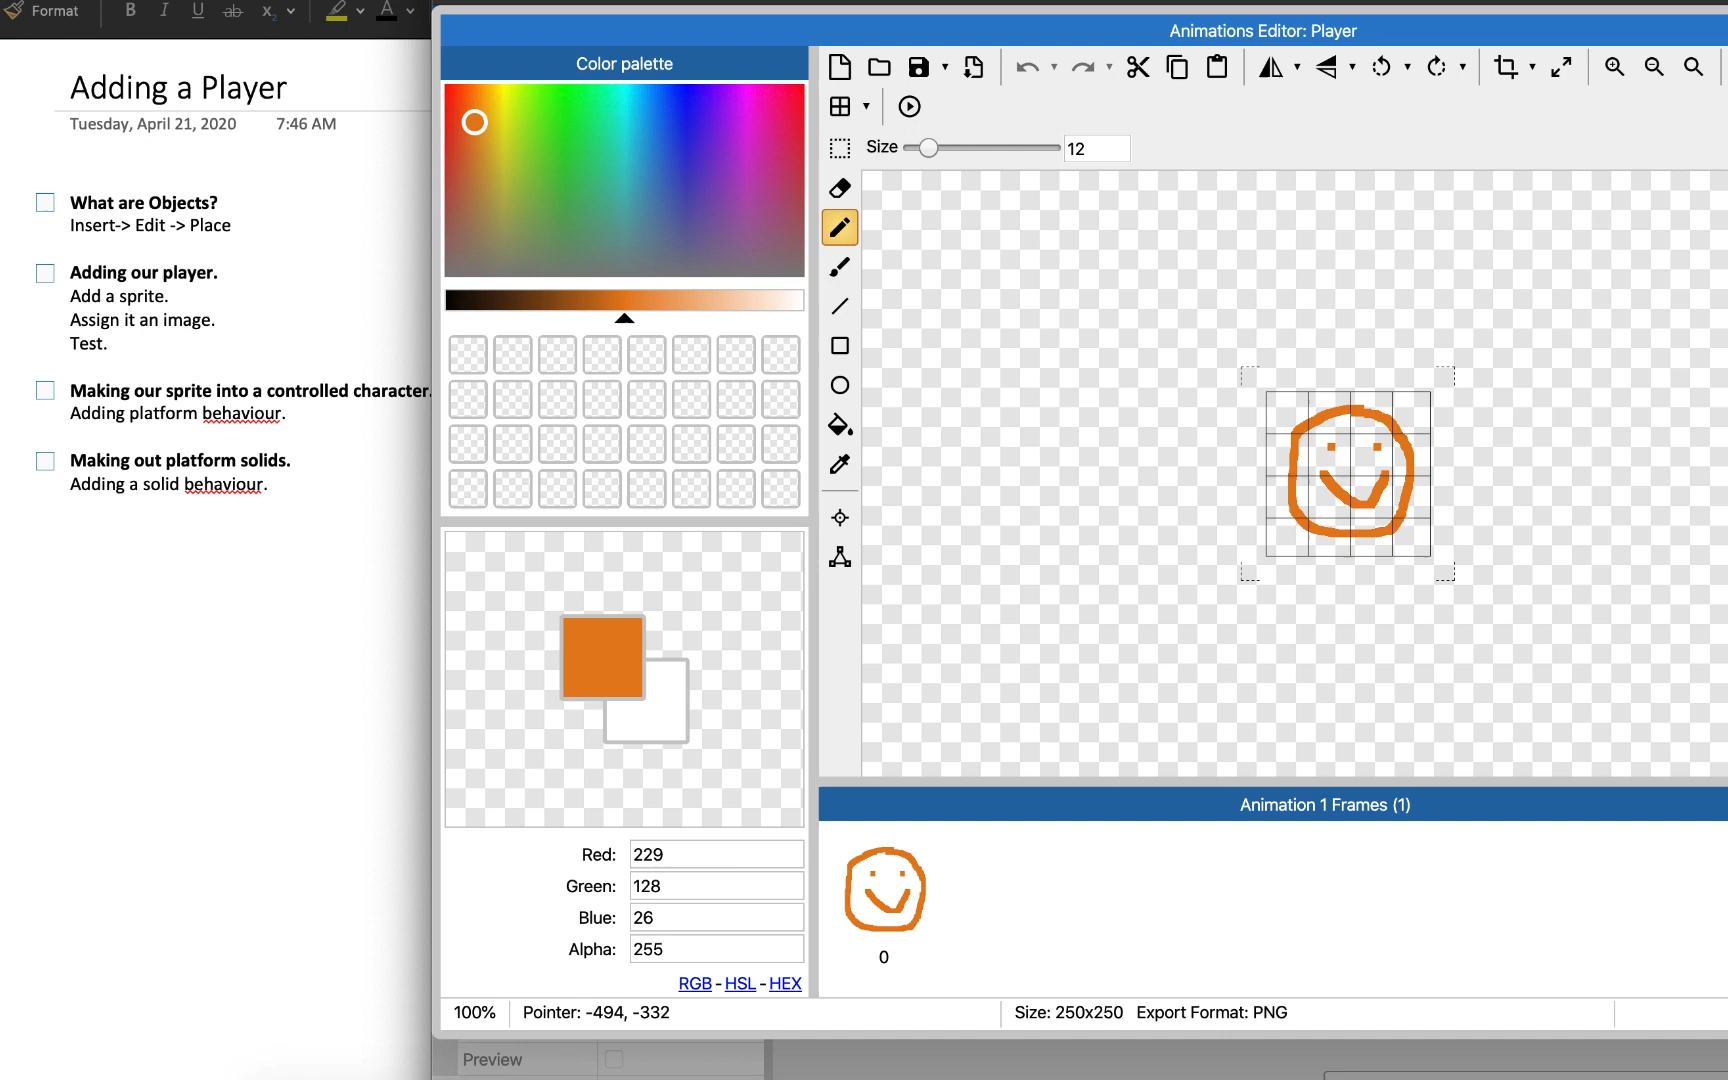 Format B I U ab x₂ A
Adding a Player
Tuesday, April 21, 2020 7:46 AM
What are Objects?
Insert-> Edit -> Place
Adding our player.
Add a sprite.
Assign it an image.
Test.
Making our sprite into a controlled character.
Adding platform behaviour.
Making out platform solids.
Adding a solid behaviour.
Animations Editor: Player
Color palette
Size 12
Red: 229
Green: 128
Blue: 26
Alpha: 255
RGB - HSL - HEX
Animation 1 Frames (1)
0
100% Pointer: -494, -332 Size: 250x250 Export Format: PNG
Preview